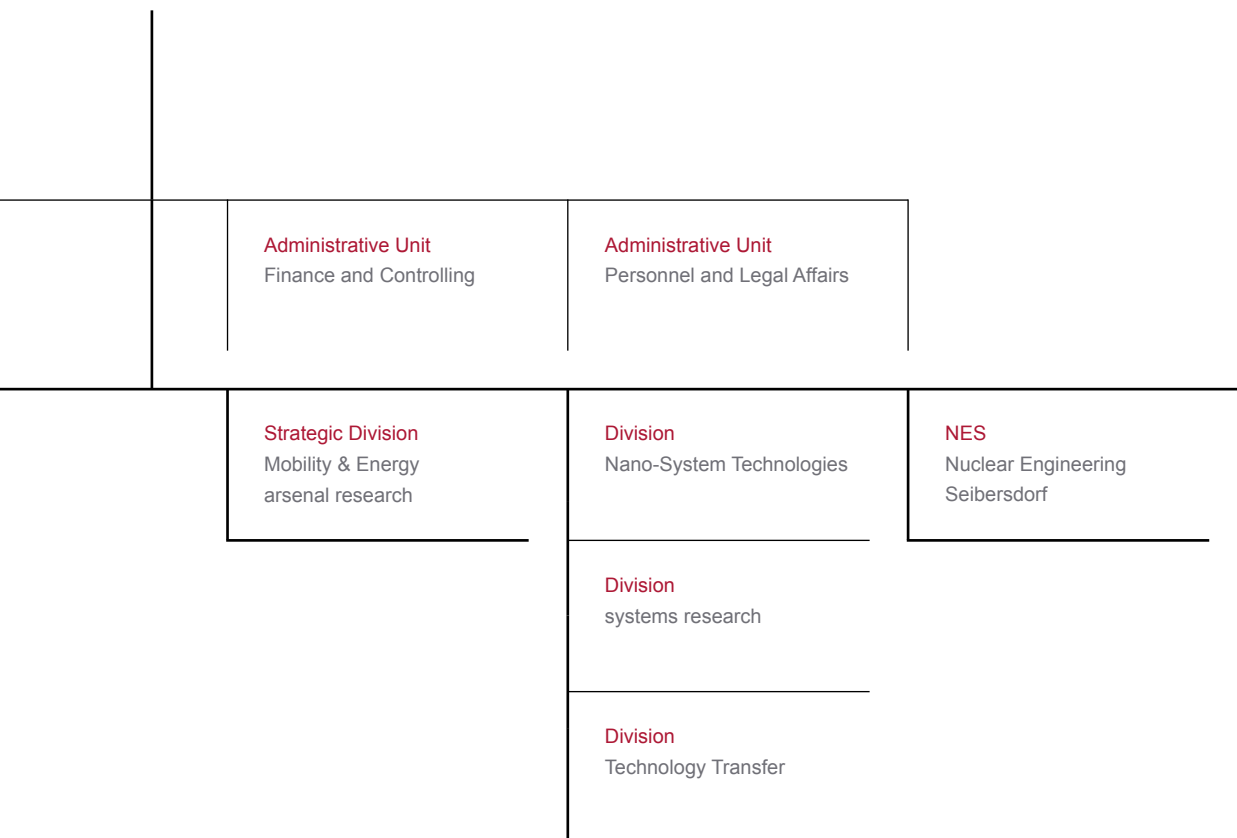 Administrative Unit
Finance and Controlling
Administrative Unit
Personnel and Legal Affairs
Strategic Division
Mobility & Energy
arsenal research
Division
Nano-System Technologies
NES
Nuclear Engineering
Seibersdorf
Division
systems research
Division
Technology Transfer